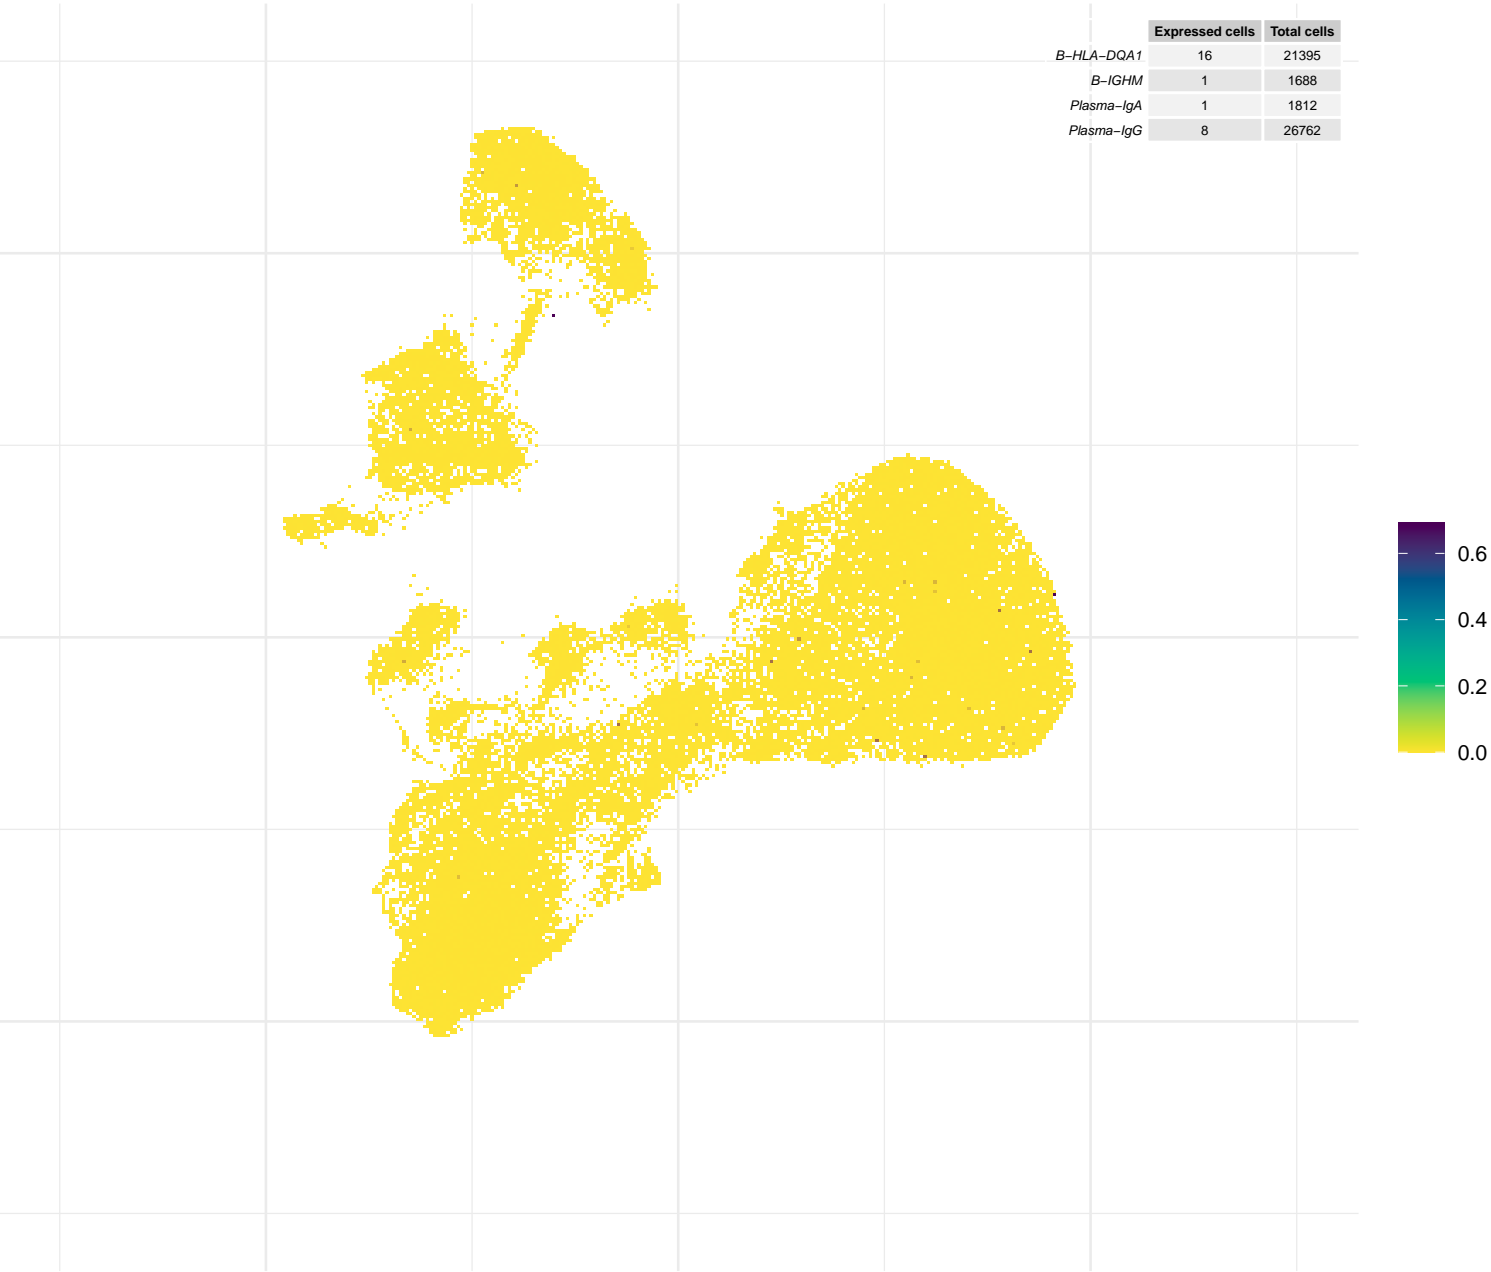 Expressed cells Total cells
B−HLA−DQA1 16 21395
B−IGHM 1 1688
Plasma−IgA 1 1812
Plasma−IgG 8 26762
0.6
0.4
0.2
0.0